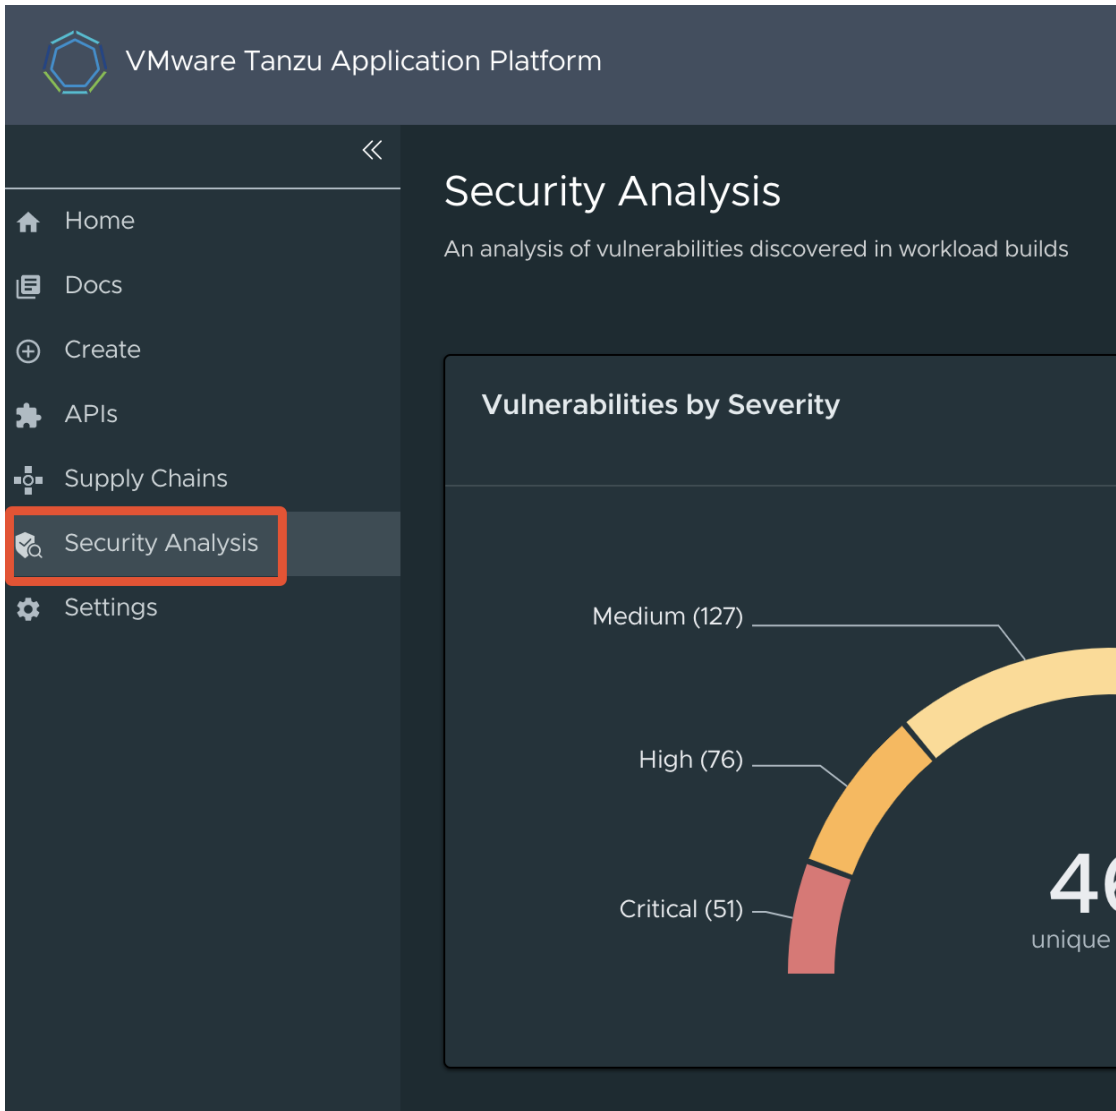 VMware Tanzu Application Platform
Home
Docs
Create
APIs
Supply Chains
Security Analysis
Settings
Security Analysis
An analysis of vulnerabilities discovered in workload builds
Vulnerabilities by Severity
Medium (127)
High (76)
Critical (51)
unique